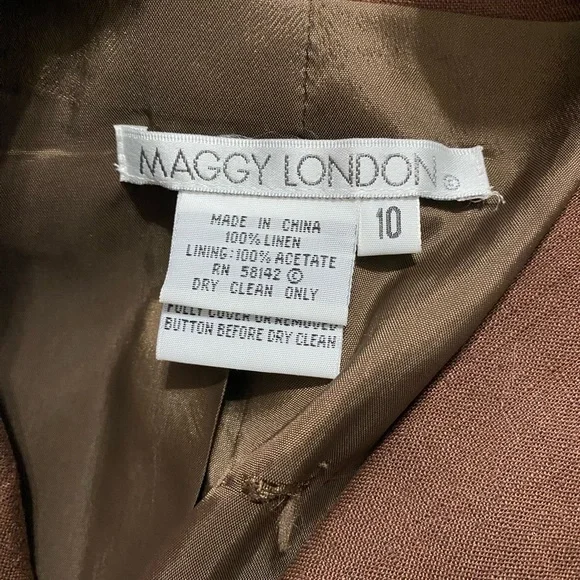 MAGGY LONDON ©
10
MADE IN CHINA
100% LINEN
LINING:100% ACETATE
RN 58142 ©
DRY CLEAN ONLY
FULLY COVER OR REMOVED
BUTTON BEFORE DRY CLEAN